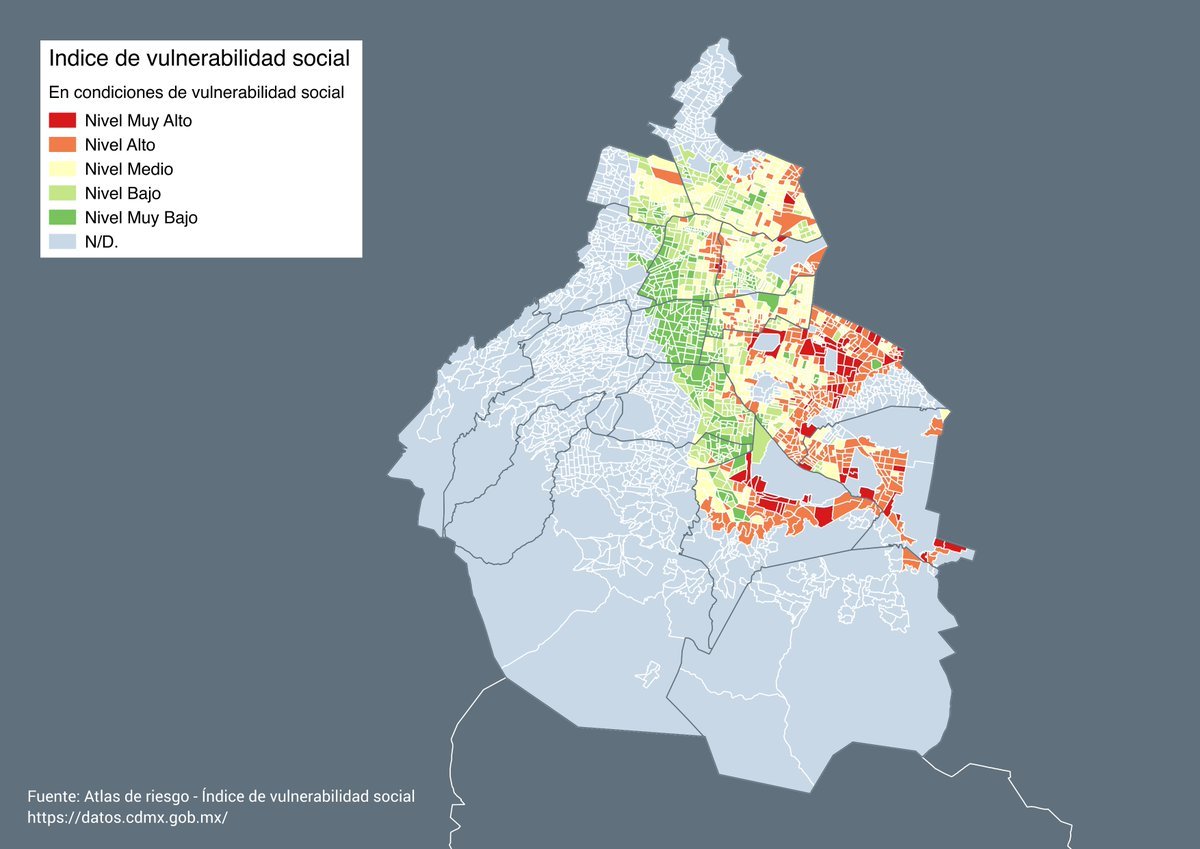 Indice de vulnerabilidad social
En condiciones de vulnerabilidad social
Nivel Muy Alto
Nivel Alto
Nivel Medio
Nivel Bajo
Nivel Muy Bajo
N/D.
Fuente: Atlas de riesgo - Índice de vulnerabilidad social
https://datos.cdmx.gob.mx/